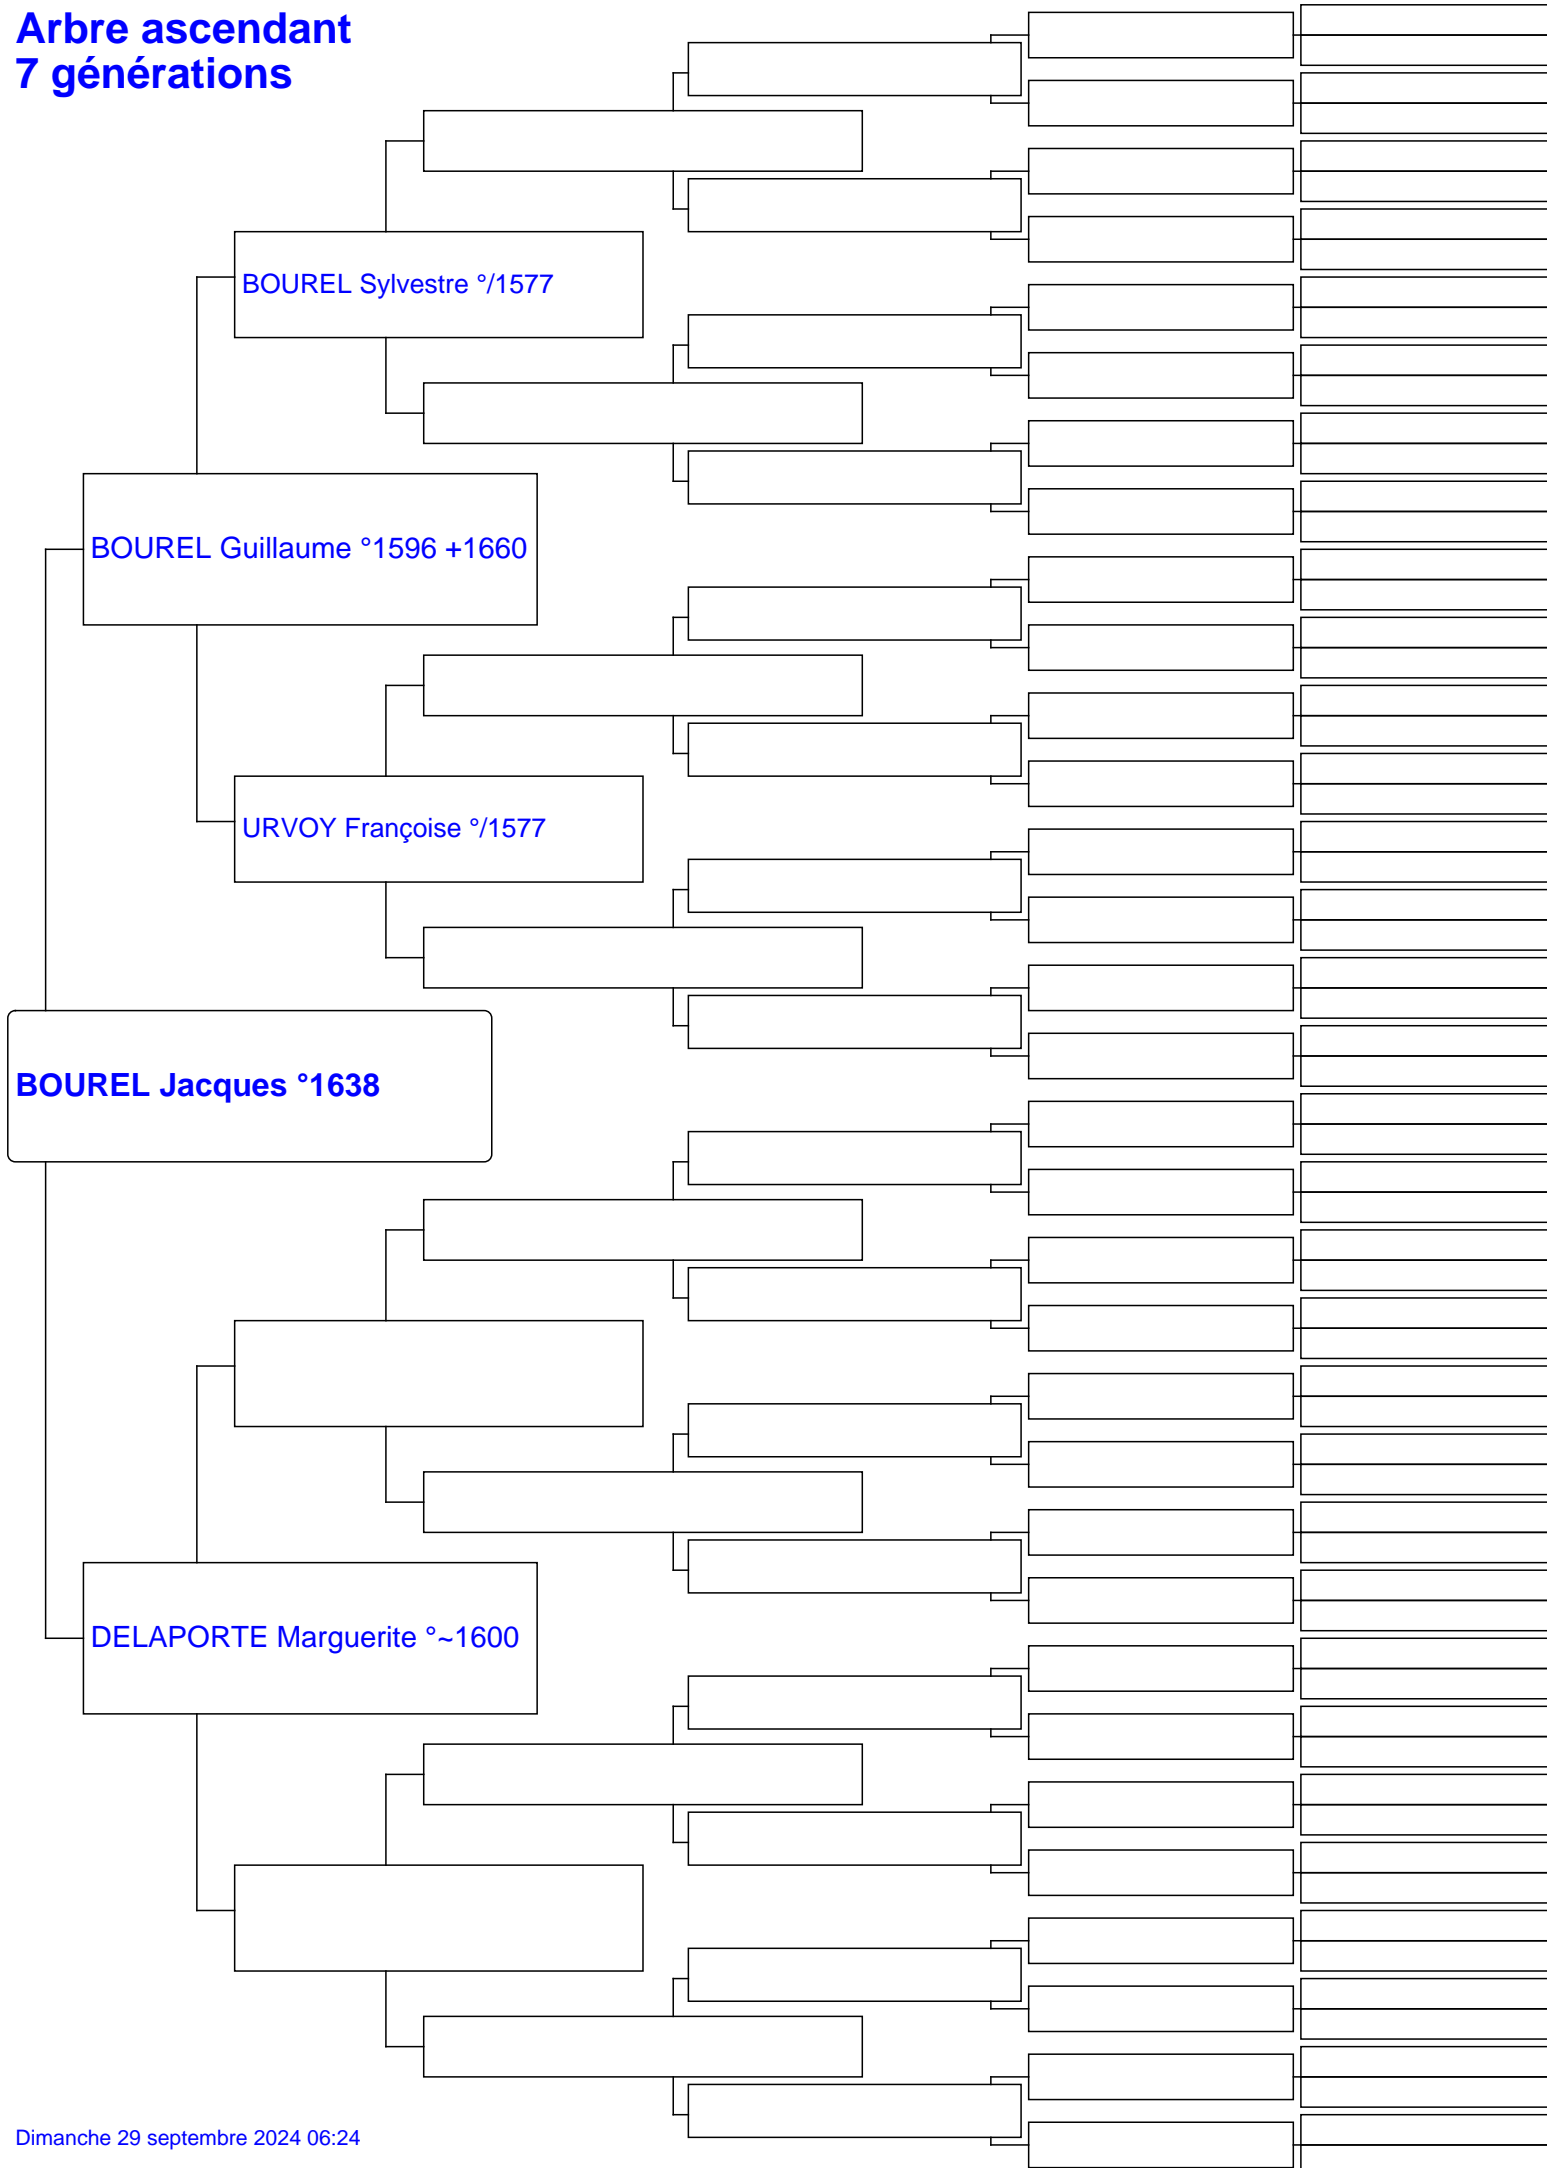 Arbre ascendant
7 générations
BOUREL Sylvestre °/1577
BOUREL Guillaume °1596 +1660
URVOY Françoise °/1577
BOUREL Jacques °1638
DELAPORTE Marguerite °~1600
Dimanche 29 septembre 2024 06:24